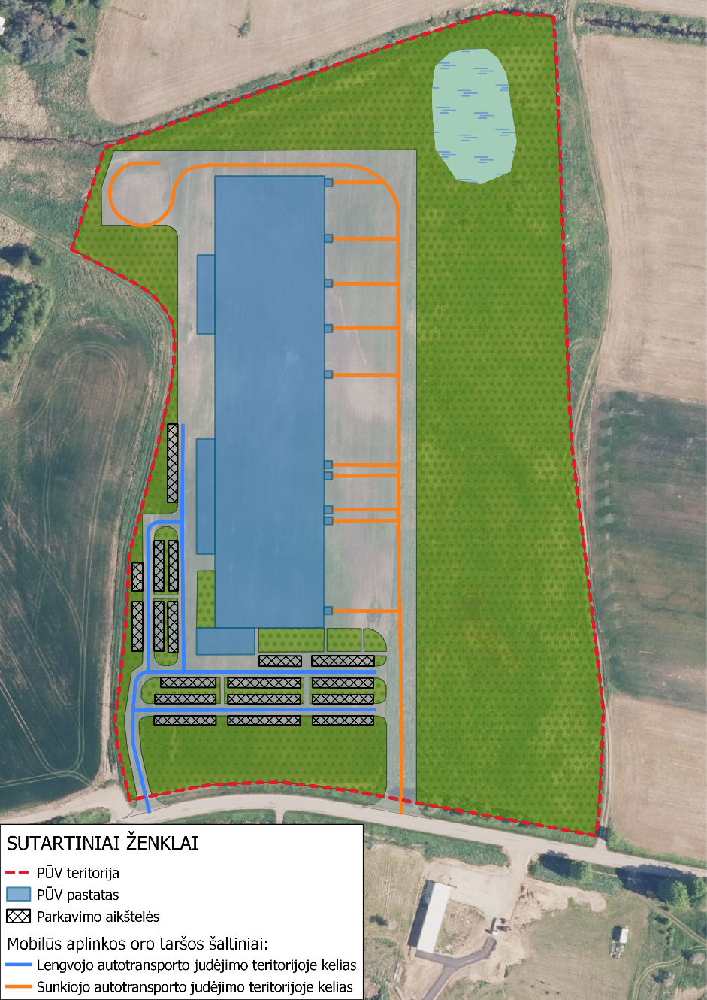 SUTARTINIAI ŽENKLAI
PŪV teritorija
PŪV pastatas
Parkavimo aikštelės
Mobilūs aplinkos oro taršos šaltiniai:
Lengvojo autotransporto judėjimo teritorijoje kelias
Sunkiojo autotransporto judėjimo teritorijoje kelias